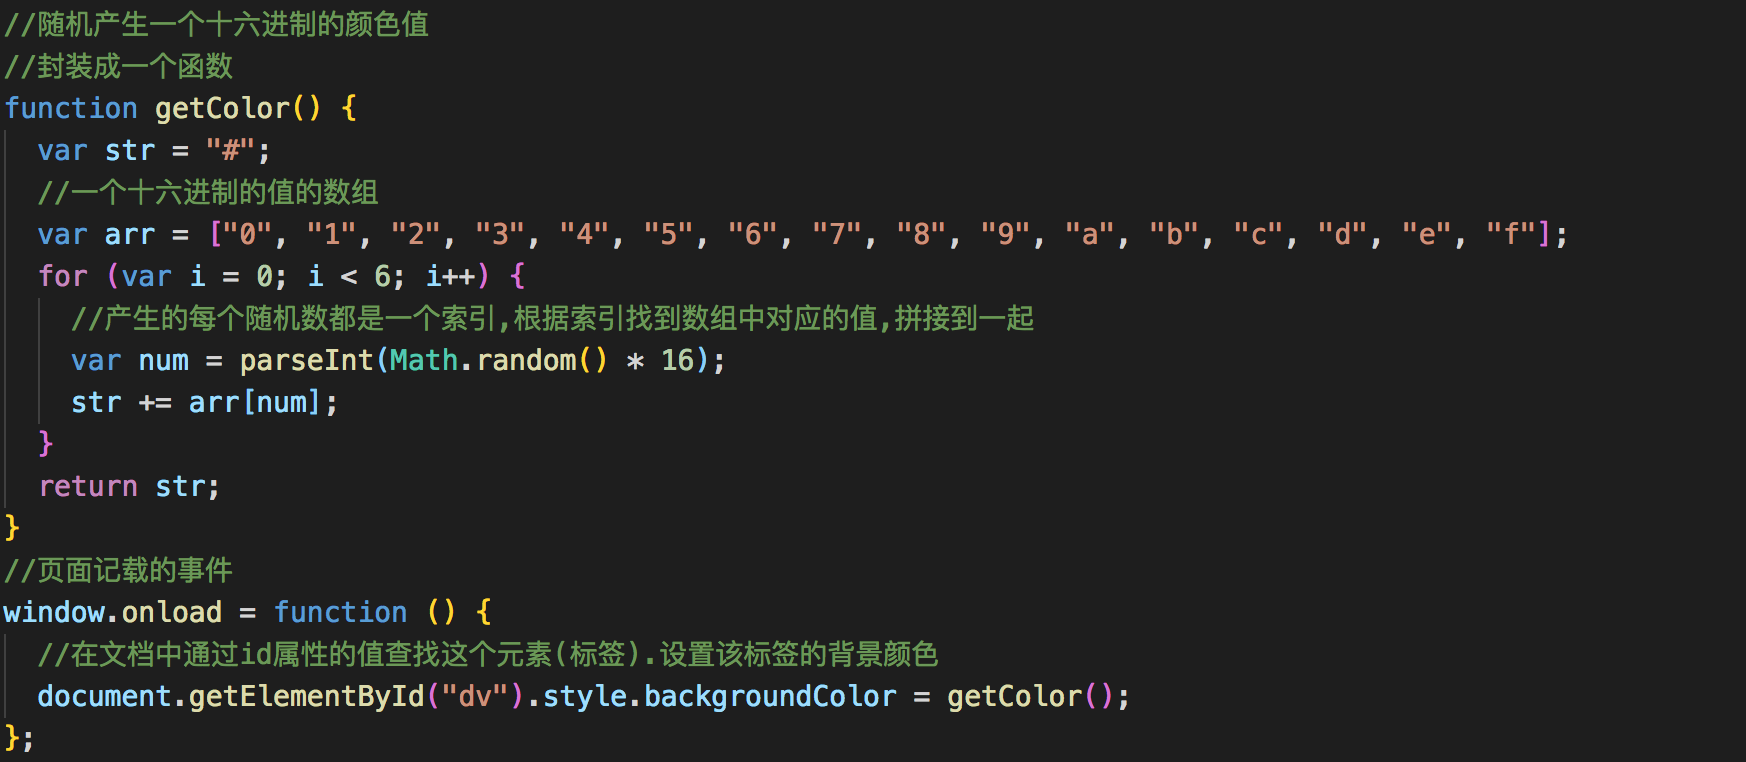 //随机产生一个十六进制的颜色值
//封装成一个函数
function getColor() {
  var str = "#";
  //一个十六进制的值的数组
  var arr = ["0", "1", "2", "3", "4", "5", "6", "7", "8", "9", "a", "b", "c", "d", "e", "f"];
  for (var i = 0; i < 6; i++) {
    //产生的每个随机数都是一个索引,根据索引找到数组中对应的值,拼接到一起
    var num = parseInt(Math.random() * 16);
    str += arr[num];
  }
  return str;
}
//页面记载的事件
window.onload = function () {
  //在文档中通过id属性的值查找这个元素(标签).设置该标签的背景颜色
  document.getElementById("dv").style.backgroundColor = getColor();
};